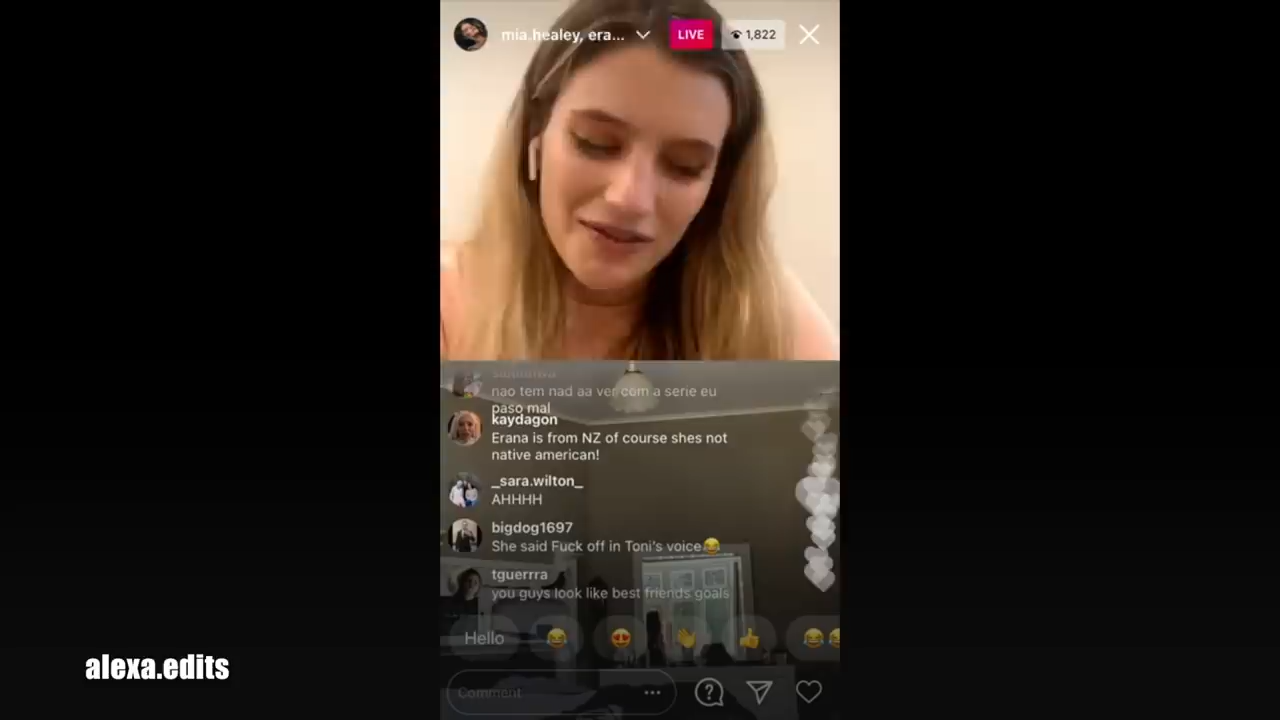 mia.healey, era...
LIVE
1,822
nao tem nad aa ver com a serie eu
paso mal
kaydagon
Erana is from NZ of course shes not
native american!
_sara.wilton_
AHHHH
bigdog1697
She said Fuck off in Toni's voice😂
tguerrra
you guys look like best friends goals
Hello 😂 😍 👏 👍 😂😂
Comment
alexa.edits